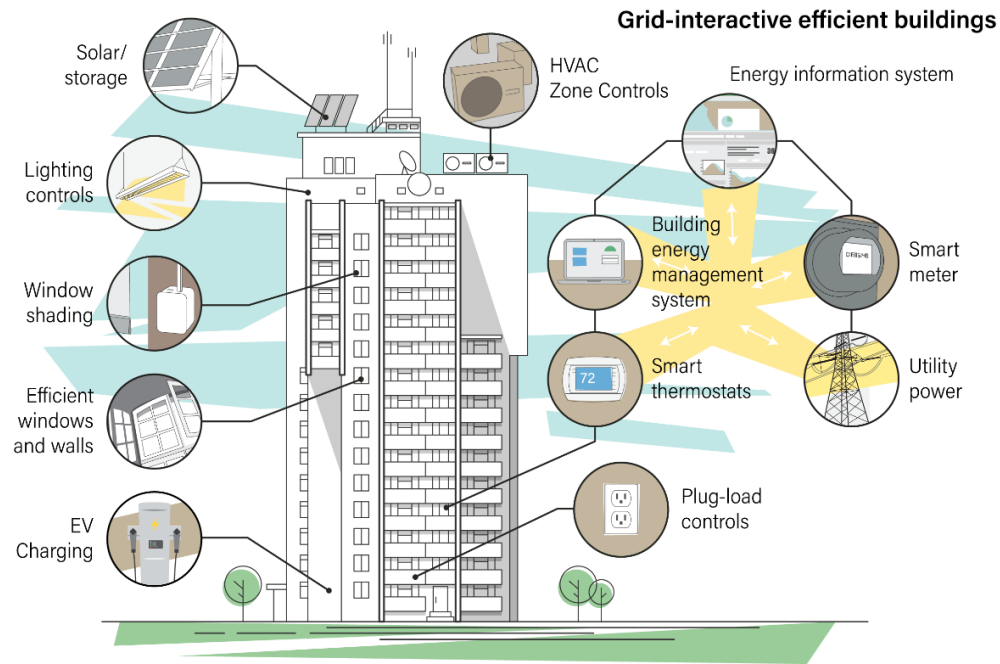 Grid-interactive efficient buildings
Solar/
storage
HVAC
Zone Controls
Energy information system
Lighting
controls
Building
energy
management
system
Smart
meter
Window
shading
72
Smart
thermostats
Utility
power
Efficient
windows
and walls
Plug-load
controls
EV
Charging